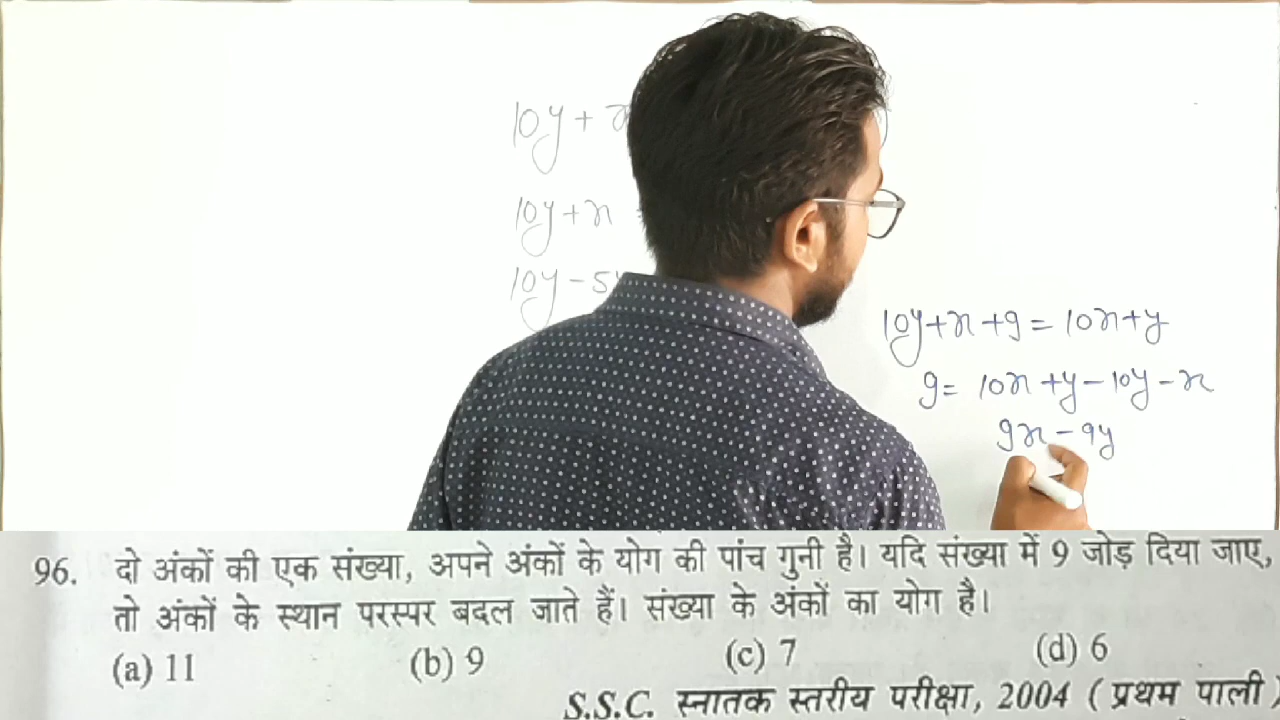 10y + x
10y + x
10y - 5
10y + x + 9 = 10x + y
9 = 10x + y - 10y - x
9x - 9y
96. दो अंकों की एक संख्या, अपने अंकों के योग की पांच गुनी है। यदि संख्या में 9 जोड़ दिया जाए,
तो अंकों के स्थान परस्पर बदल जाते हैं। संख्या के अंकों का योग है।
(a) 11 (b) 9 (c) 7 (d) 6
S.S.C. स्नातक स्तरीय परीक्षा, 2004 ( प्रथम पाली )